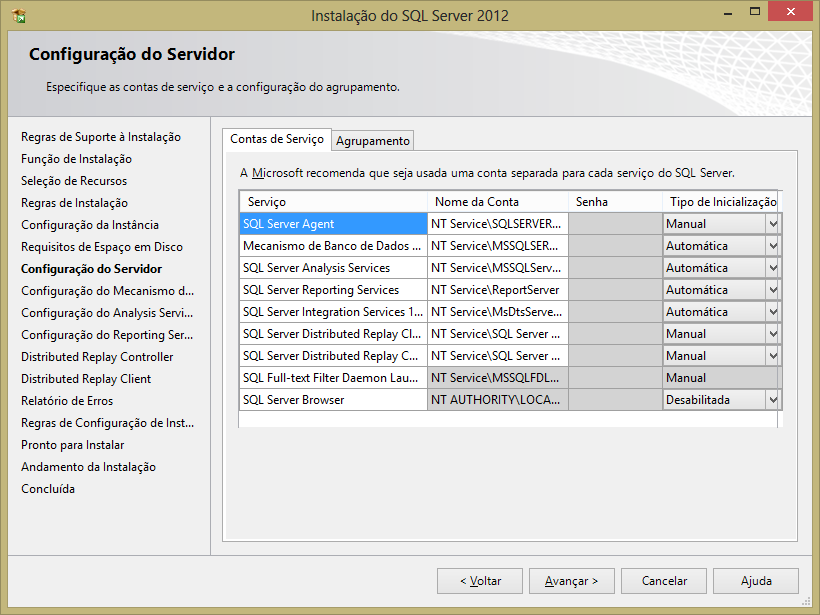 Instalação do SQL Server 2012
Configuração do Servidor
Especifique as contas de serviço e a configuração do agrupamento.
Regras de Suporte à Instalação
Função de Instalação
Seleção de Recursos
Regras de Instalação
Configuração da Instância
Requisitos de Espaço em Disco
Configuração do Servidor
Configuração do Mecanismo d...
Configuração do Analysis Servi...
Configuração do Reporting Ser...
Distributed Replay Controller
Distributed Replay Client
Relatório de Erros
Regras de Configuração de Inst...
Pronto para Instalar
Andamento da Instalação
Concluída
Contas de Serviço Agrupamento
A Microsoft recomenda que seja usada uma conta separada para cada serviço do SQL Server.
Serviço Nome da Conta Senha Tipo de Inicialização
SQL Server Agent NT Service\SQLSERVER... Manual
Mecanismo de Banco de Dados ... NT Service\MSSQLSER... Automática
SQL Server Analysis Services NT Service\MSSQLServ... Automática
SQL Server Reporting Services NT Service\ReportServer Automática
SQL Server Integration Services 1... NT Service\MsDtsServe... Automática
SQL Server Distributed Replay Cl... NT Service\SQL Server ... Manual
SQL Server Distributed Replay C... NT Service\SQL Server ... Manual
SQL Full-text Filter Daemon Lau... NT Service\MSSQLFDL... Manual
SQL Server Browser NT AUTHORITY\LOCA... Desabilitada
< Voltar Avançar > Cancelar Ajuda